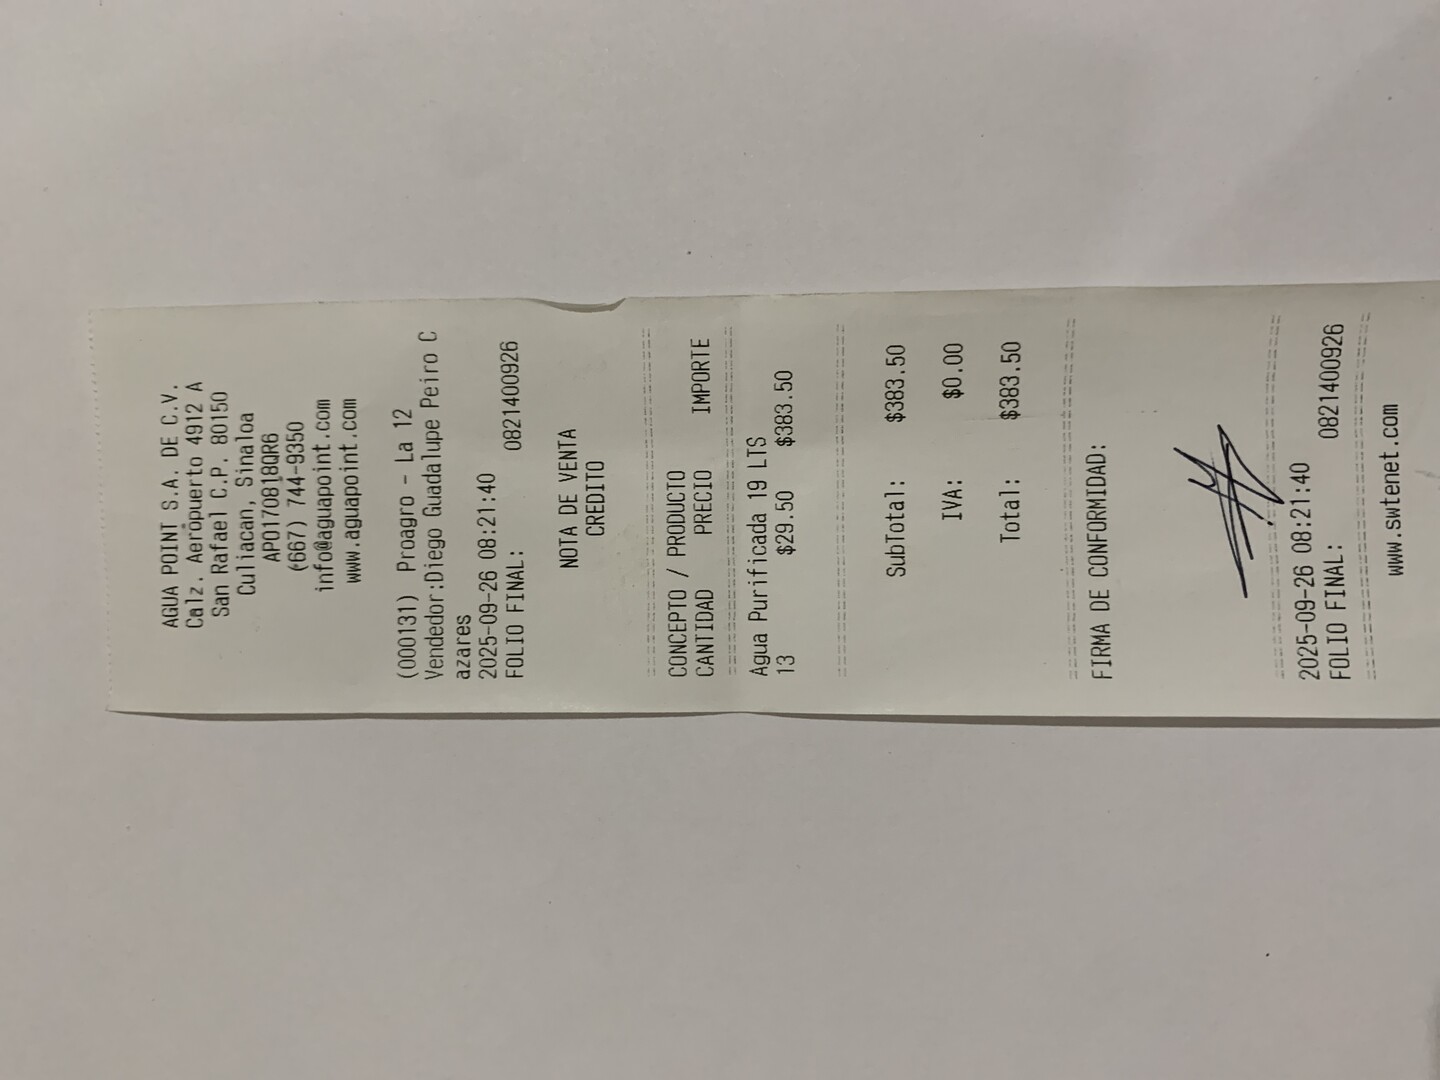 AGUA POINT S.A. DE C.V.
Calz. Aeropuerto 4912 A
San Rafael C.P. 80150
Culiacan, Sinaloa
APO170818QR6
(667) 744-9350
info@aguapoint.com
www.aguapoint.com
(000131) Proagro - La 12
Vendedor:Diego Guadalupe Peiro C
azares
2025-09-26 08:21:40
FOLIO FINAL: 0821400926
NOTA DE VENTA
CREDITO
CONCEPTO / PRODUCTO
CANTIDAD PRECIO IMPORTE
Agua Purificada 19 LTS
13 $29.50 $383.50
SubTotal: $383.50
IVA: $0.00
Total: $383.50
FIRMA DE CONFORMIDAD:
2025-09-26 08:21:40
FOLIO FINAL: 0821400926
www.swtenet.com